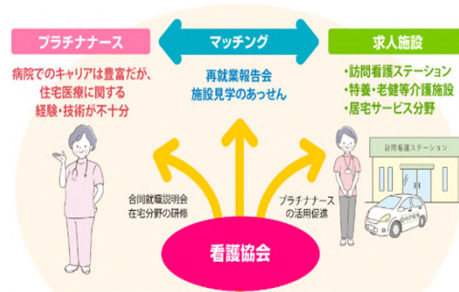 プラチナナース
マッチング
求人施設
病院でのキャリアは豊富だが、
住宅医療に関する
経験・技術が不十分
再就業報告会
施設見学のあっせん
・訪問看護ステーション
・特養・老健等介護施設
・居宅サービス分野
訪問看護ステーション
合同就職説明会
在宅分野の研修
プラチナナース
の活用促進
看護協会